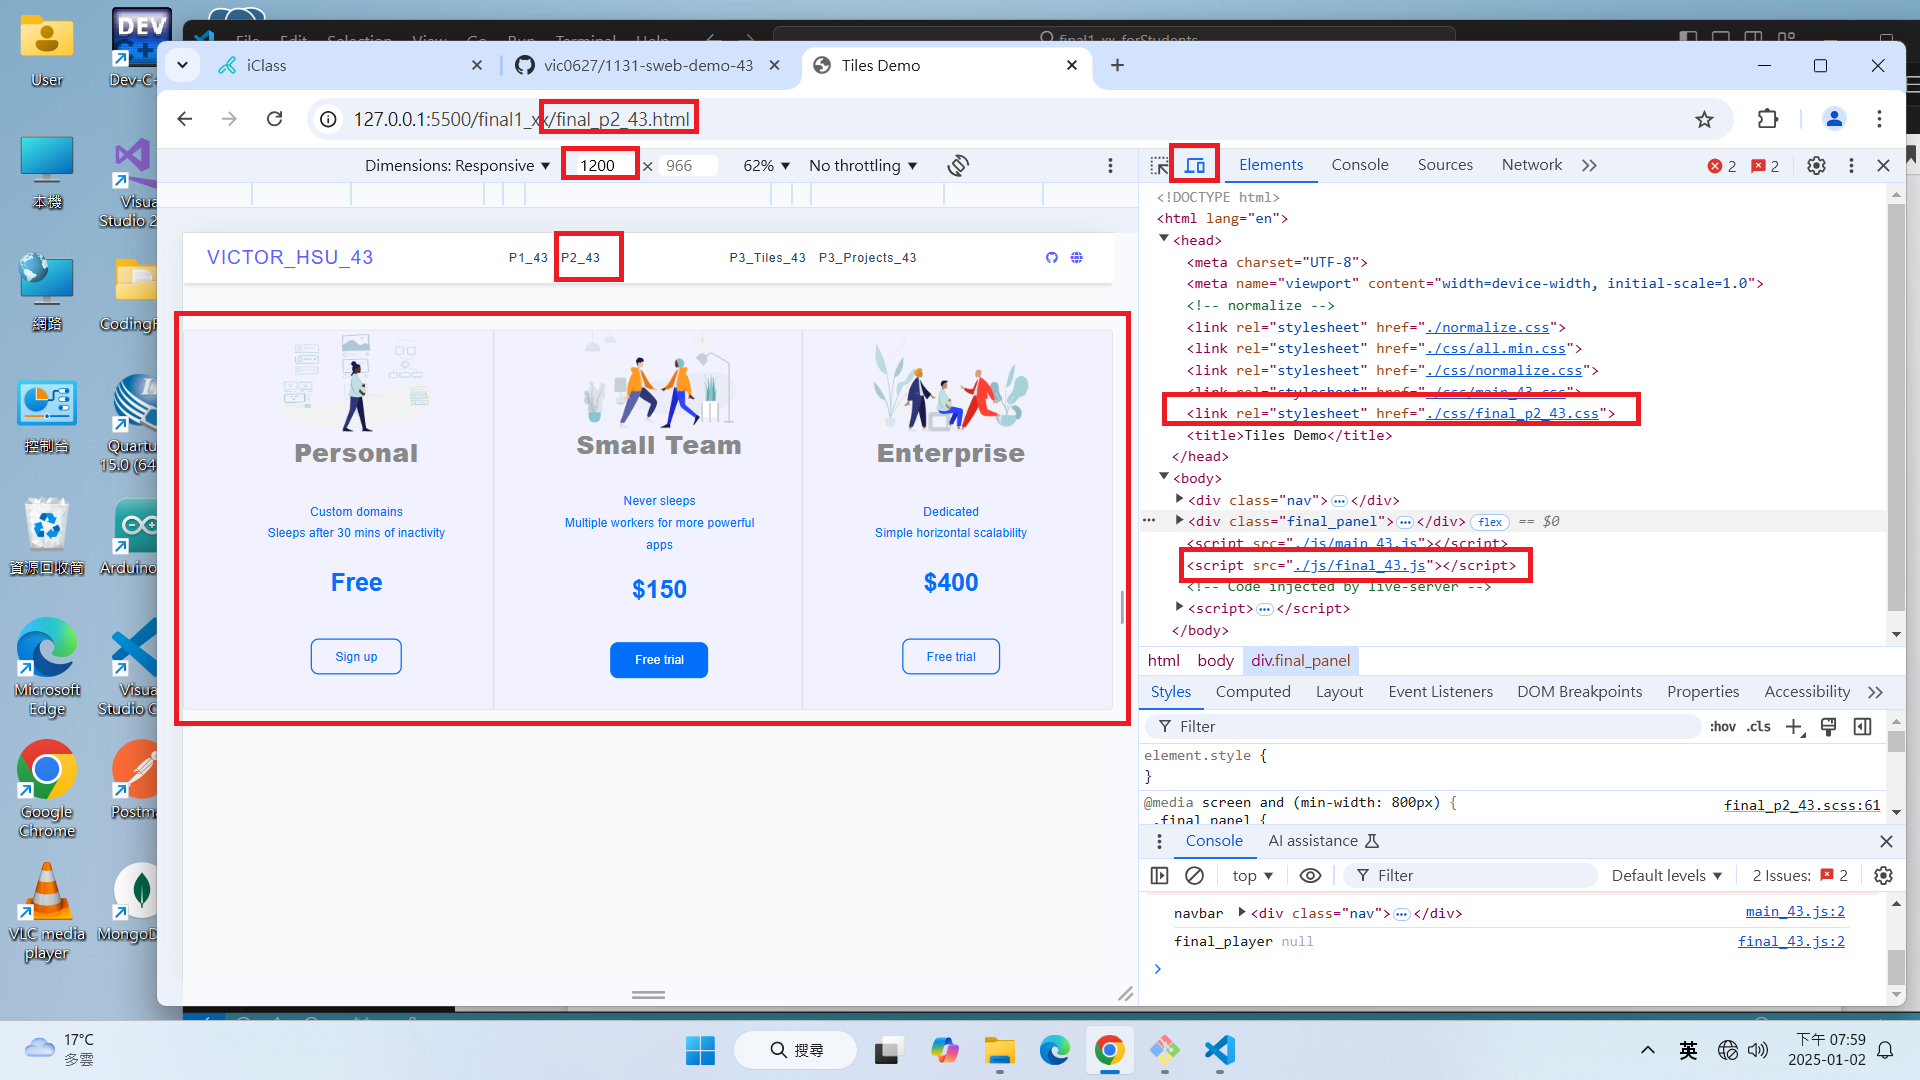 File Edit Selection View Go Run Terminal Help
final1_xx_forStudents
iClass
vic0627/1131-sweb-demo-43
Tiles Demo
127.0.0.1:5500/final1_xx/final_p2_43.html
Dimensions: Responsive
1200
×
966
62%
No throttling
Elements
Console
Sources
Network
2
2
VICTOR_HSU_43
P1_43
P2_43
P3_Tiles_43
P3_Projects_43
Personal
Custom domains
Sleeps after 30 mins of inactivity
Free
Sign up
Small Team
Never sleeps
Multiple workers for more powerful
apps
$150
Free trial
Enterprise
Dedicated
Simple horizontal scalability
$400
Free trial
<!DOCTYPE html>
<html lang="en">
<head>
<meta charset="UTF-8">
<meta name="viewport" content="width=device-width, initial-scale=1.0">
<!-- normalize -->
<link rel="stylesheet" href="./normalize.css">
<link rel="stylesheet" href="./css/all.min.css">
<link rel="stylesheet" href="./css/normalize.css">
<link rel="stylesheet" href="./css/main_43.css">
<link rel="stylesheet" href="./css/final_p2_43.css">
<title>Tiles Demo</title>
</head>
<body>
<div class="nav">…</div>
<div class="final_panel">…</div> flex == $0
<script src="./js/main_43.js"></script>
<script src="./js/final_43.js"></script>
<!-- Code injected by live-server -->
<script>…</script>
</body>
html body div.final_panel
Styles Computed Layout Event Listeners DOM Breakpoints Properties Accessibility
Filter
:hov .cls
element.style {
}
@media screen and (min-width: 800px) {
final_p2_43.scss:61
.final_panel {
Console
AI assistance
top
Filter
Default levels
2 Issues: 2
navbar <div class="nav">…</div>
main_43.js:2
final_player null
final_43.js:2
User
DEV
Dev-C
本機
Visua
Studio 2
網路
CodingF
控制台
Quartu
15.0 (64
資源回收筒
Arduino
Microsoft
Edge
Visua
Studio C
Google
Chrome
Postm
VLC media
player
MongoD
17°C
多雲
搜尋
英
下午 07:59
2025-01-02